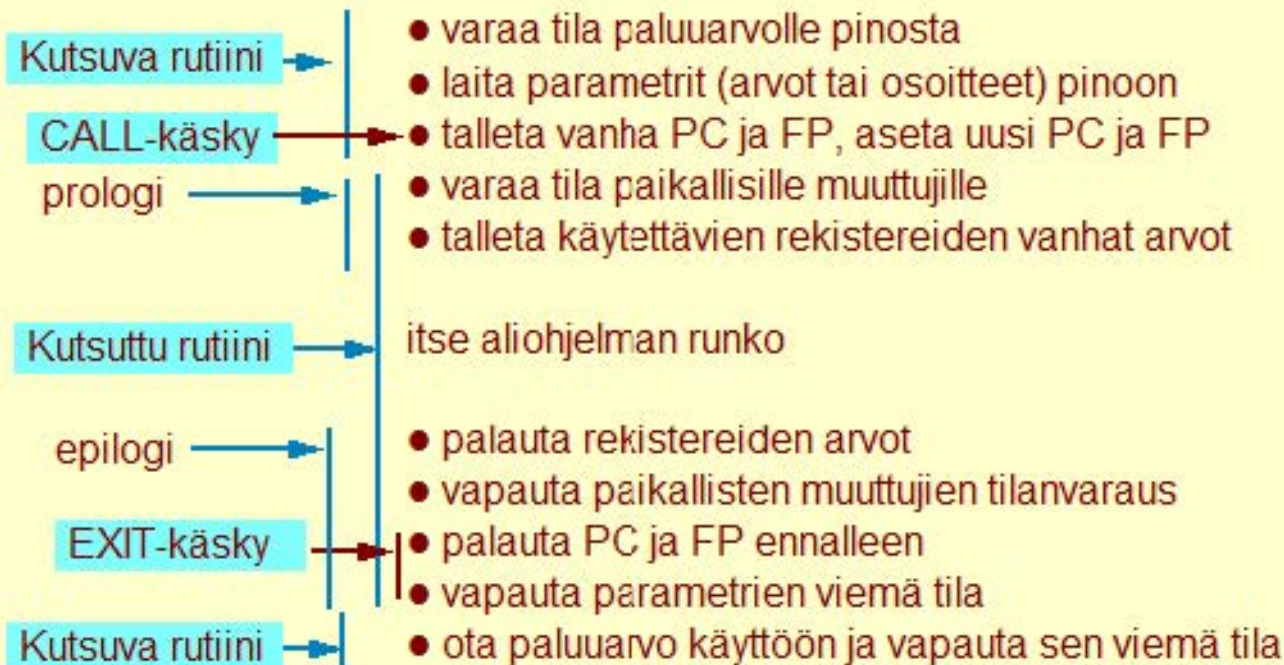 ● varaa tila paluuarvolle pinosta
Kutsuva rutiini
● laita parametrit (arvot tai osoitteet) pinoon
CALL-käsky
● talleta vanha PC ja FP, aseta uusi PC ja FP
prologi
● varaa tila paikallisille muuttujille
● talleta käytettävien rekistereiden vanhat arvot
Kutsuttu rutiini
itse aliohjelman runko
epilogi
● palauta rekistereiden arvot
● vapauta paikallisten muuttujien tilanvaraus
EXIT-käsky
● palauta PC ja FP ennalleen
● vapauta parametrien viemä tila
Kutsuva rutiini
● ota paluuarvo käyttöön ja vapauta sen viemä tila